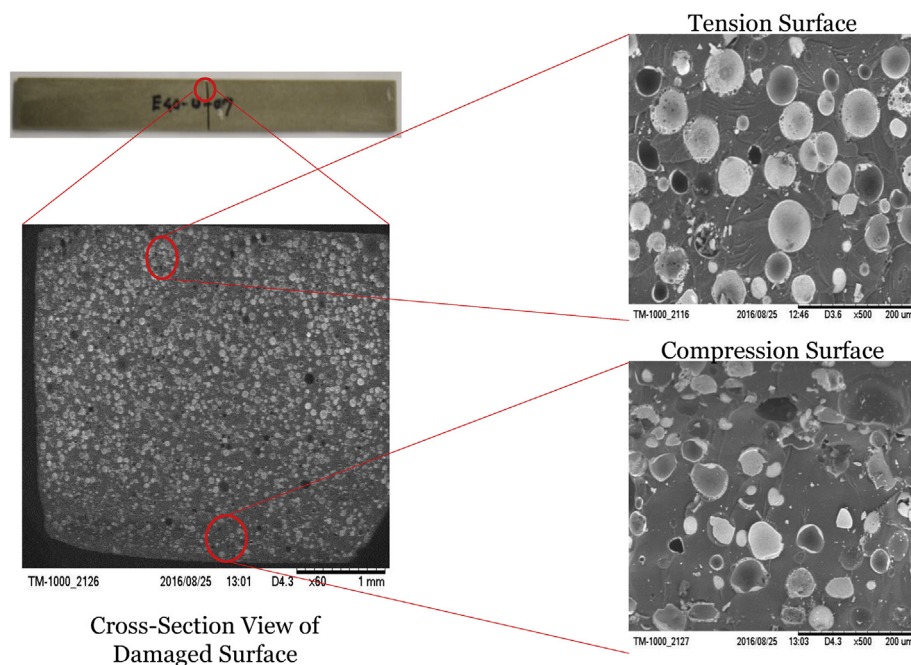 Tension Surface
E40-U-07
TM-1000_2116 2016/08/25 12:46 D3.6 x500 200 um
Compression Surface
TM-1000_2126 2016/08/25 13:01 D4.3 x60 1 mm
TM-1000_2127 2016/08/25 13:03 D4.3 x500 200 um
Cross-Section View of
Damaged Surface